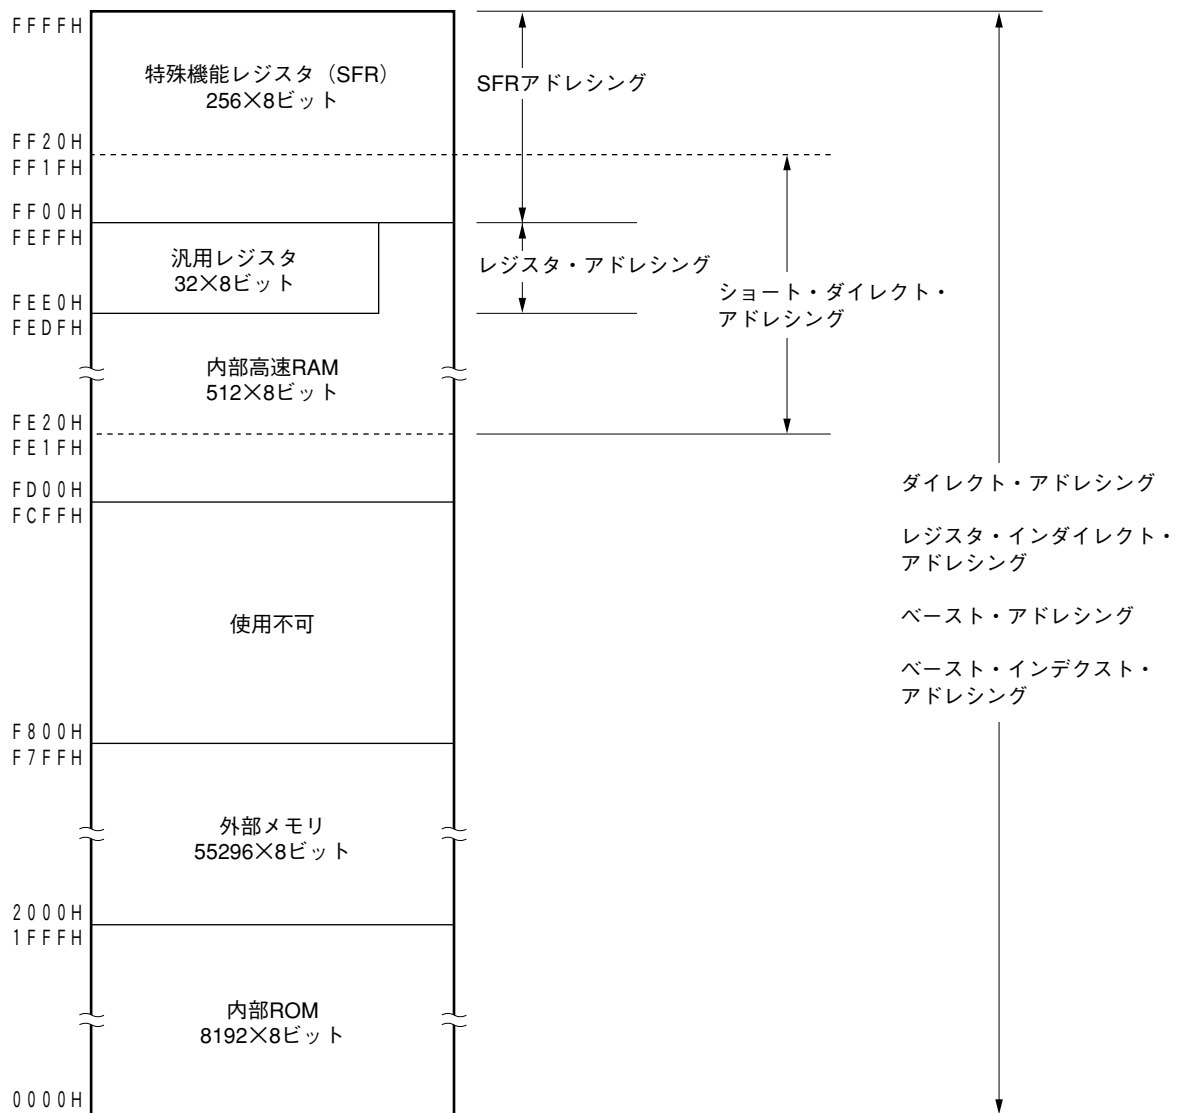 FFFFH
特殊機能レジスタ（SFR）
256×8ビット
SFRアドレシング
FF20H
FF1FH
FF00H
FEFFH
汎用レジスタ
32×8ビット
レジスタ・アドレシング
ショート・ダイレクト・
アドレシング
FEE0H
FEDFH
内部高速RAM
512×8ビット
FE20H
FE1FH
FD00H
FCFFH
ダイレクト・アドレシング
レジスタ・インダイレクト・
アドレシング
ベースト・アドレシング
ベースト・インデクスト・
アドレシング
使用不可
F800H
F7FFH
外部メモリ
55296×8ビット
2000H
1FFFH
内部ROM
8192×8ビット
0000H